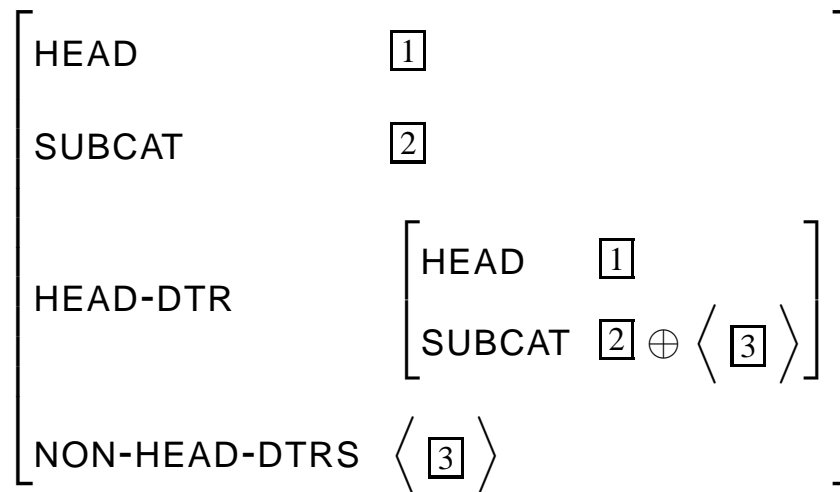 HEAD 1
SUBCAT 2
HEAD-DTR
HEAD 1
SUBCAT 2 ⊕ ⟨ 3 ⟩
NON-HEAD-DTRS ⟨ 3 ⟩